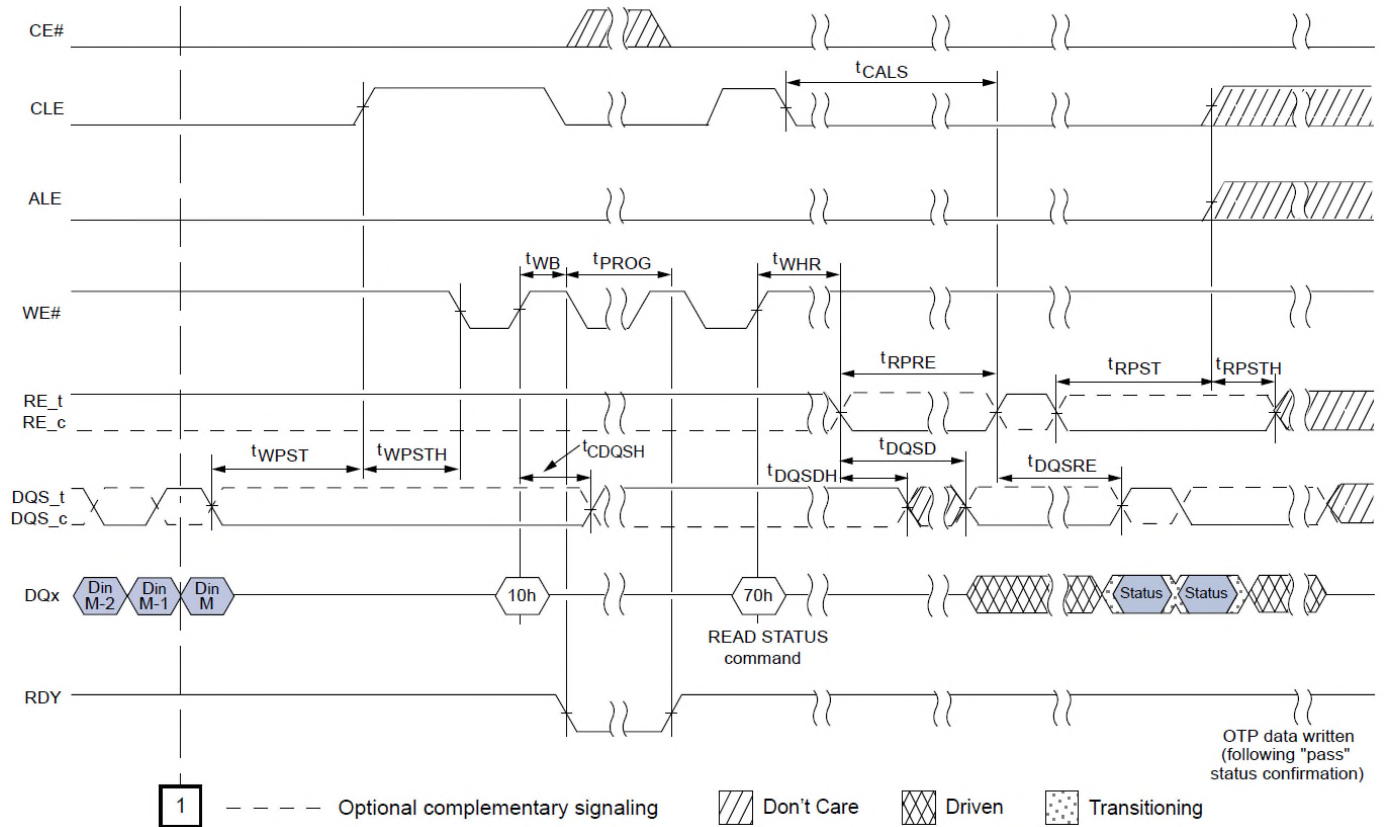 CE#
tCALS
CLE
ALE
tWB
tPROG
tWHR
WE#
tRPRE
tRPST
tRPSTH
RE_t
RE_c
tWPST
tWPSTH
tCDQSH
tDQSD
tDQSDH
tDQSRE
DQS_t
DQS_c
DQx
Din
M-2
Din
M-1
Din
M
10h
70h
Status
Status
READ STATUS
command
RDY
OTP data written
(following "pass"
status confirmation)
1
Optional complementary signaling
Don't Care
Driven
Transitioning